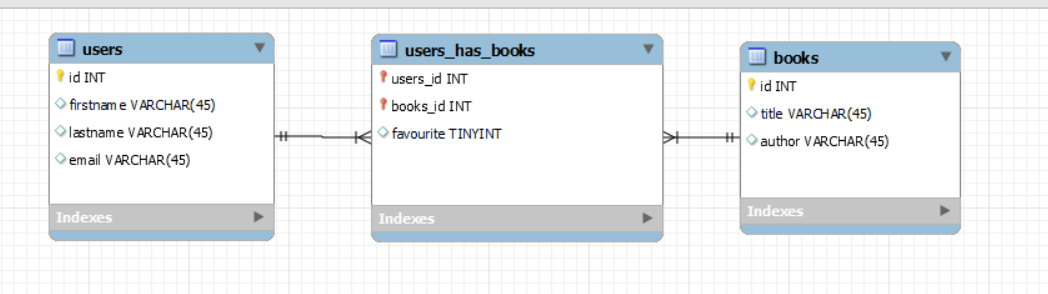 users
id INT
firstname VARCHAR(45)
lastname VARCHAR(45)
email VARCHAR(45)
Indexes
users_has_books
users_id INT
books_id INT
favourite TINYINT
Indexes
books
id INT
title VARCHAR(45)
author VARCHAR(45)
Indexes